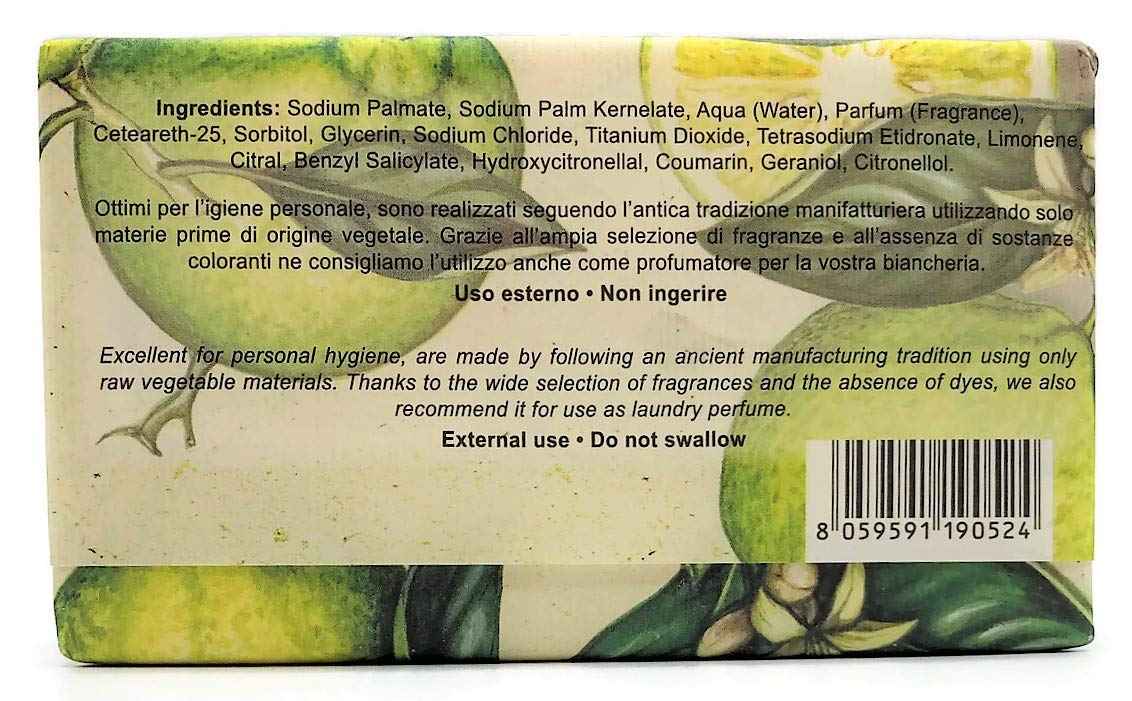 Ingredients: Sodium Palmate, Sodium Palm Kernelate, Aqua (Water), Parfum (Fragrance),
Ceteareth-25, Sorbitol, Glycerin, Sodium Chloride, Titanium Dioxide, Tetrasodium Etidronate, Limonene,
Citral, Benzyl Salicylate, Hydroxycitronellal, Coumarin, Geraniol, Citronellol.
Ottimi per l'igiene personale, sono realizzati seguendo l'antica tradizione manifatturiera utilizzando solo
materie prime di origine vegetale. Grazie all'ampia selezione di fragranze e all'assenza di sostanze
coloranti ne consigliamo l'utilizzo anche come profumatore per la vostra biancheria.
Uso esterno • Non ingerire
Excellent for personal hygiene, are made by following an ancient manufacturing tradition using only
raw vegetable materials. Thanks to the wide selection of fragrances and the absence of dyes, we also
recommend it for use as laundry perfume.
External use • Do not swallow
8 059591 190524